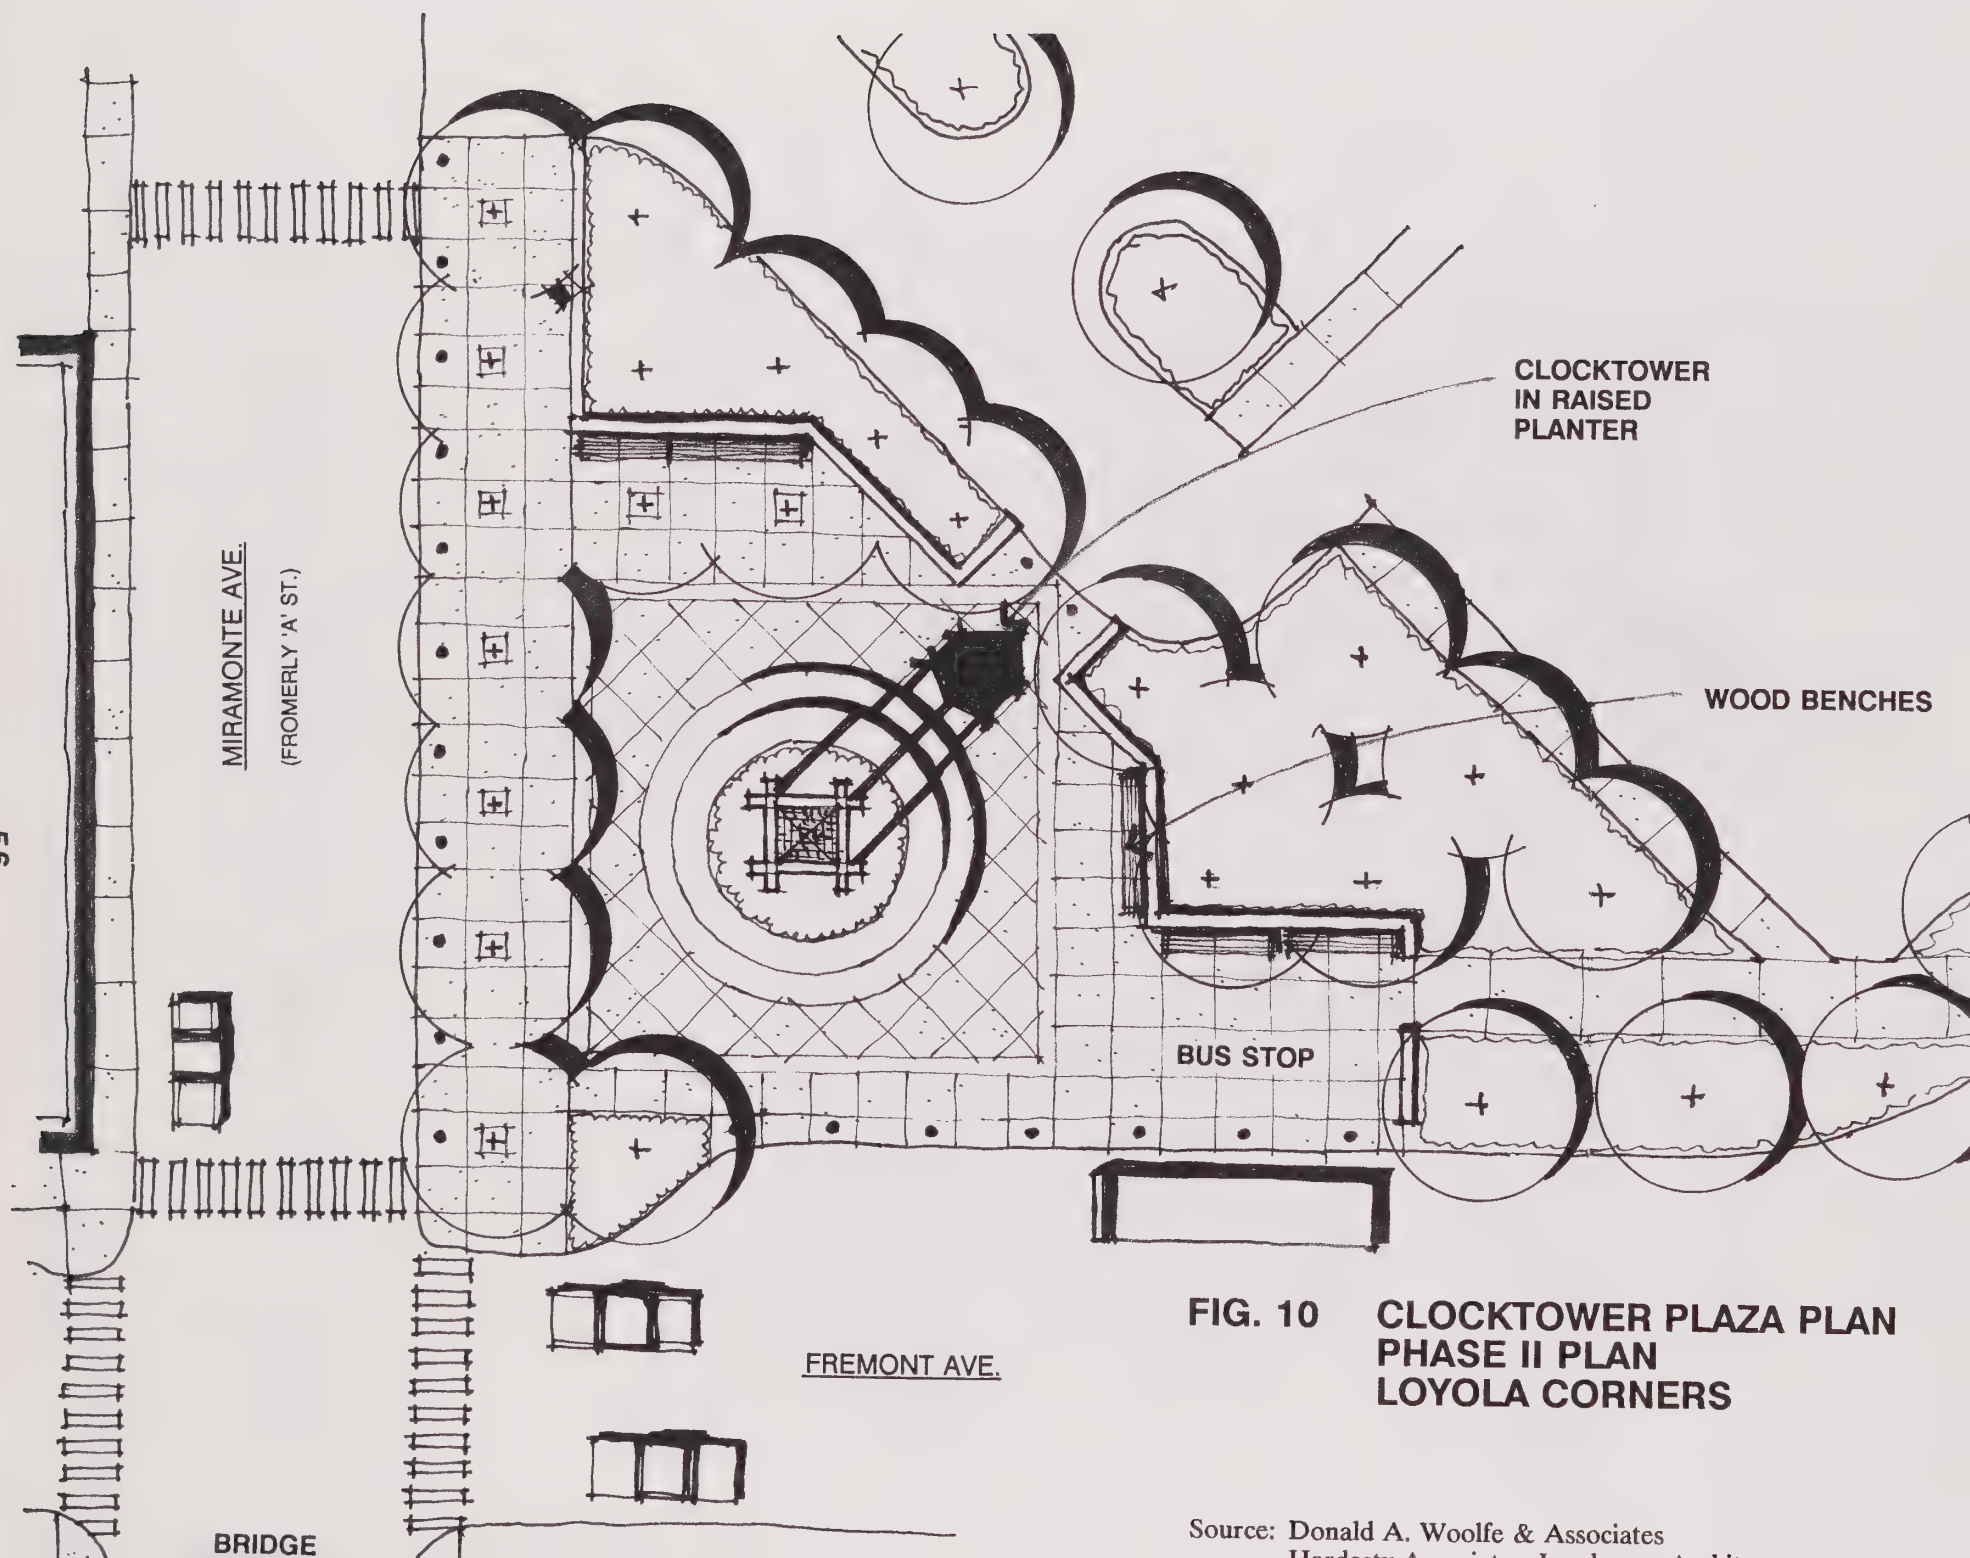 CLOCKTOWER
IN RAISED
PLANTER
MIRAMONTE AVE.
(FROMERLY 'A' ST.)
WOOD BENCHES
BUS STOP
FREMONT AVE.
FIG. 10 CLOCKTOWER PLAZA PLAN
PHASE II PLAN
LOYOLA CORNERS
BRIDGE
Source: Donald A. Woolfe & Associates